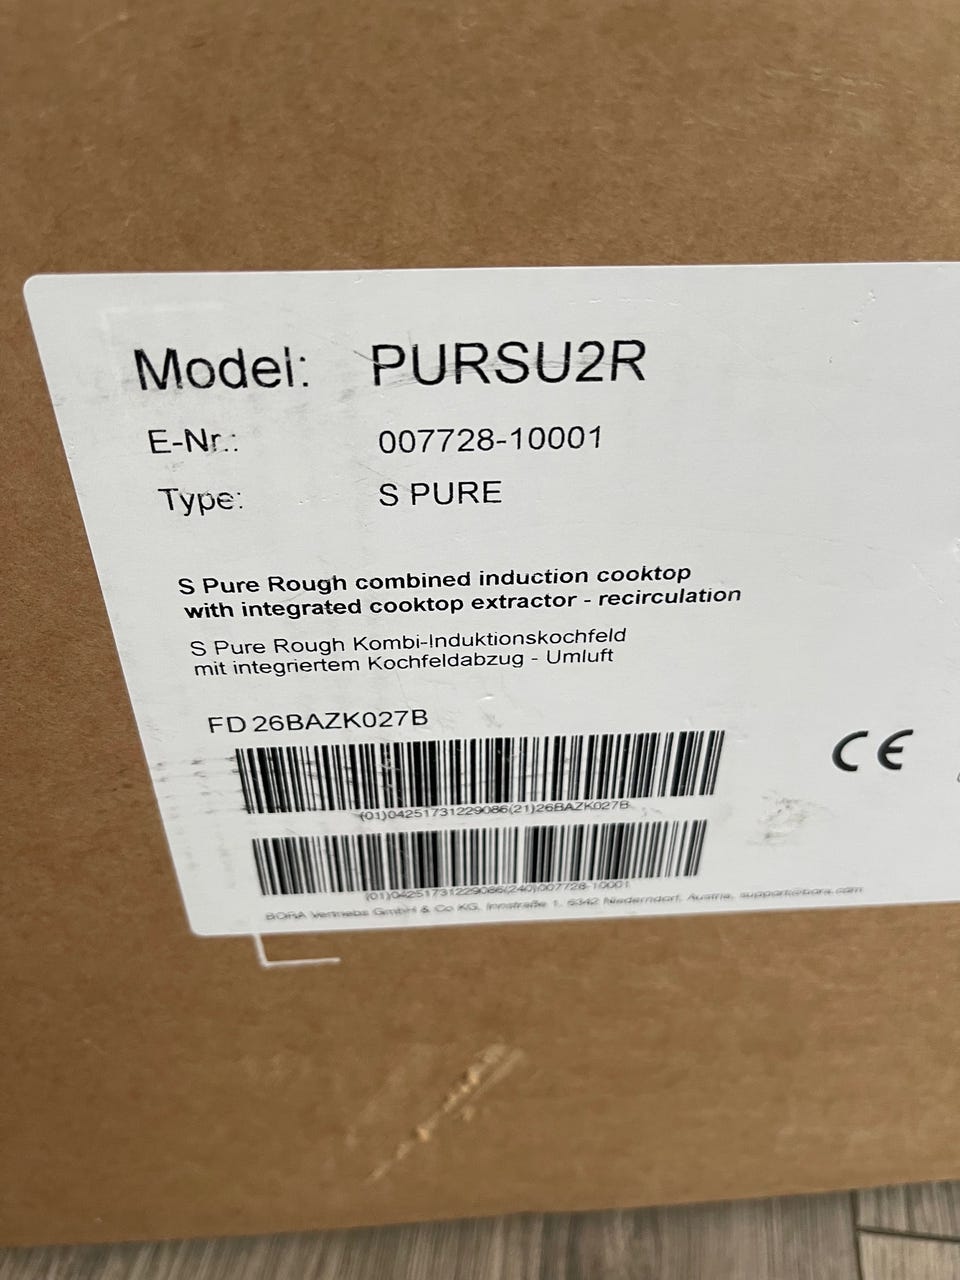 Model: PURSU2R
E-Nr.: 007728-10001
Type: S PURE
S Pure Rough combined induction cooktop
with integrated cooktop extractor - recirculation
S Pure Rough Kombi-Induktionskochfeld
mit integriertem Kochfeldabzug - Umluft
FD 26BAZK027B
(01)04251731229086(21)26BAZK027B
CE
(01)04251731229086(240)007728-10001
BORA Vertriebs GmbH & Co KG, Innstraße 1, 6342 Niederndorf, Austria, support@bora.com